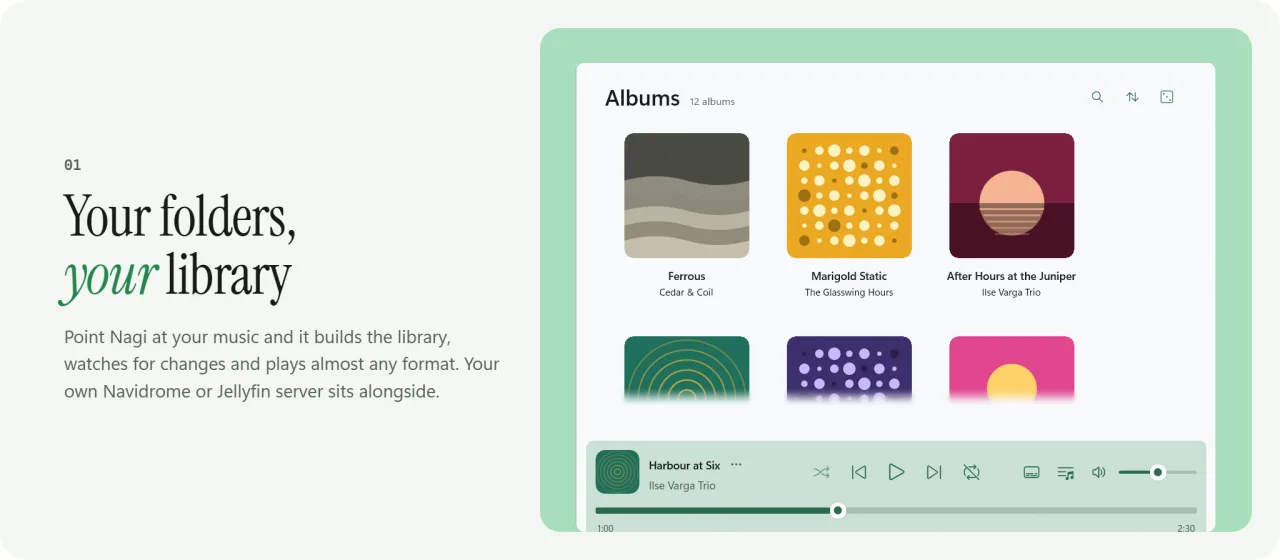 01
Your folders,
your library
Point Nagi at your music and it builds the library,
watches for changes and plays almost any format. Your
own Navidrome or Jellyfin server sits alongside.
Albums 12 albums
Ferrous
Cedar & Coil
Marigold Static
The Glasswing Hours
After Hours at the Juniper
Ilse Varga Trio
Harbour at Six
Ilse Varga Trio
1:00
2:30